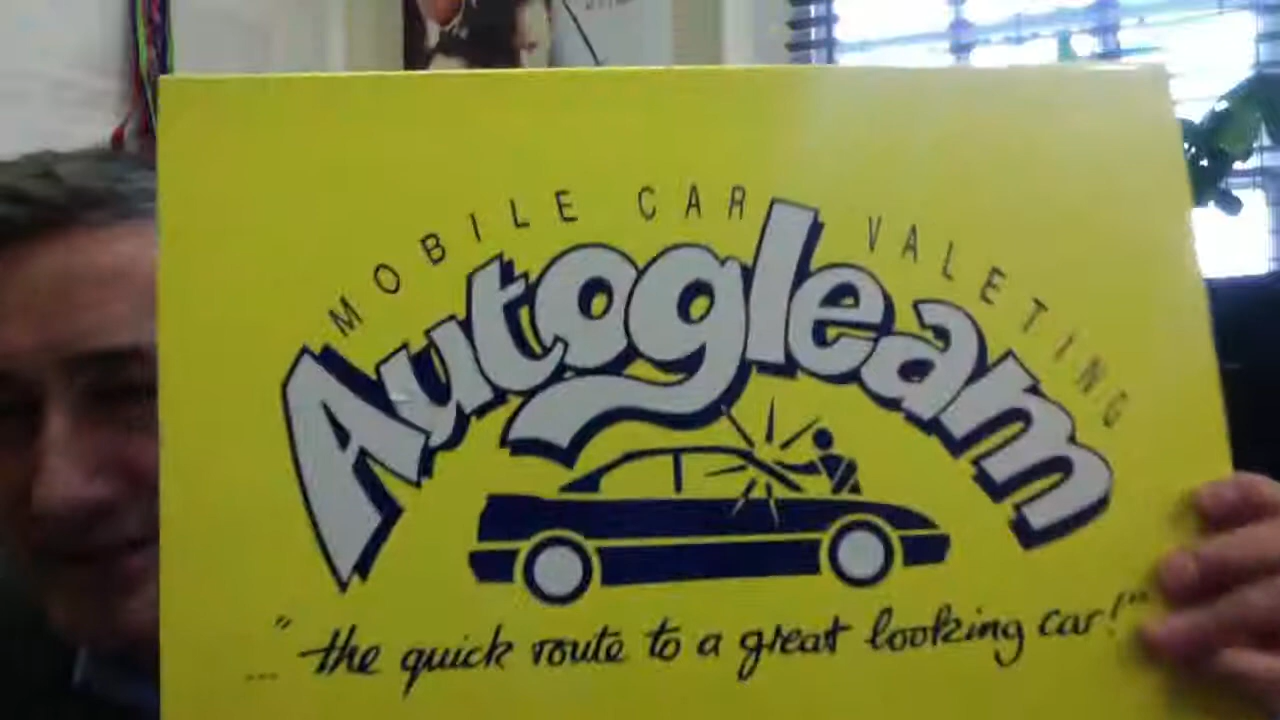 MOBILE CAR VALETING
Autogleam
..."the quick route to a great looking car!"